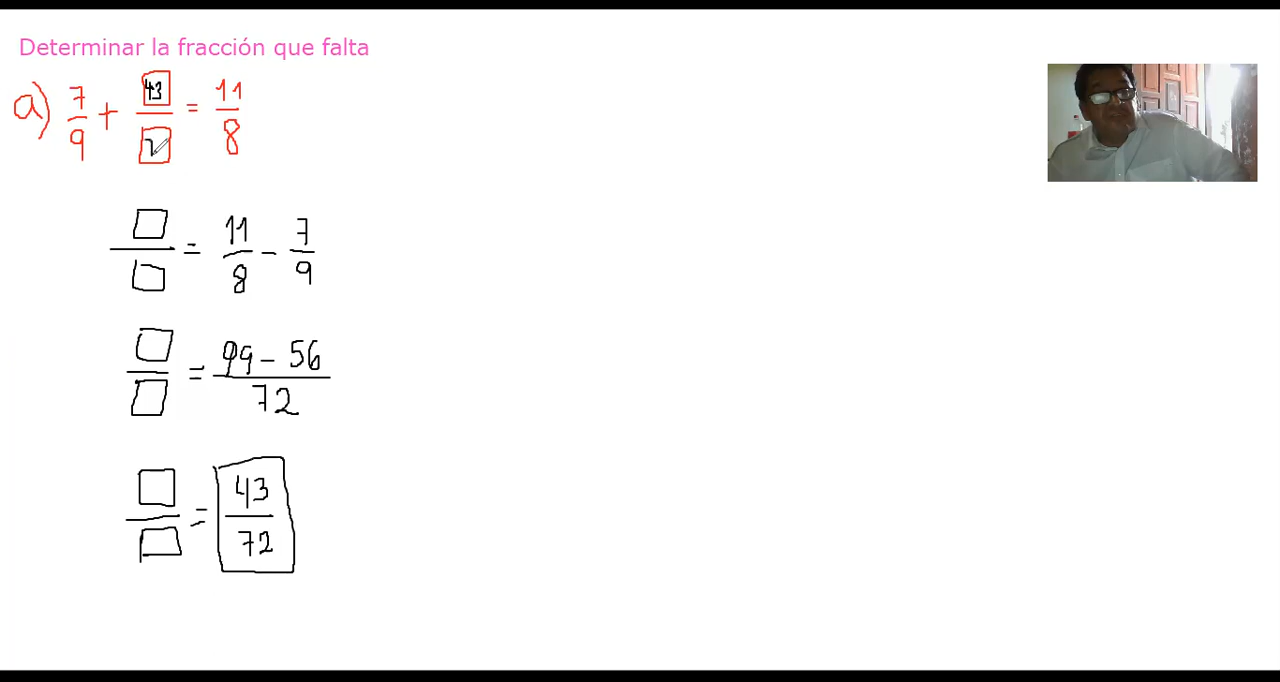 Determinar la fracción que falta
a) 7/9 + 43/7 = 11/8
□/□ = 11/8 - 7/9
□/□ = 99 - 56/72
□/□ = 43/72